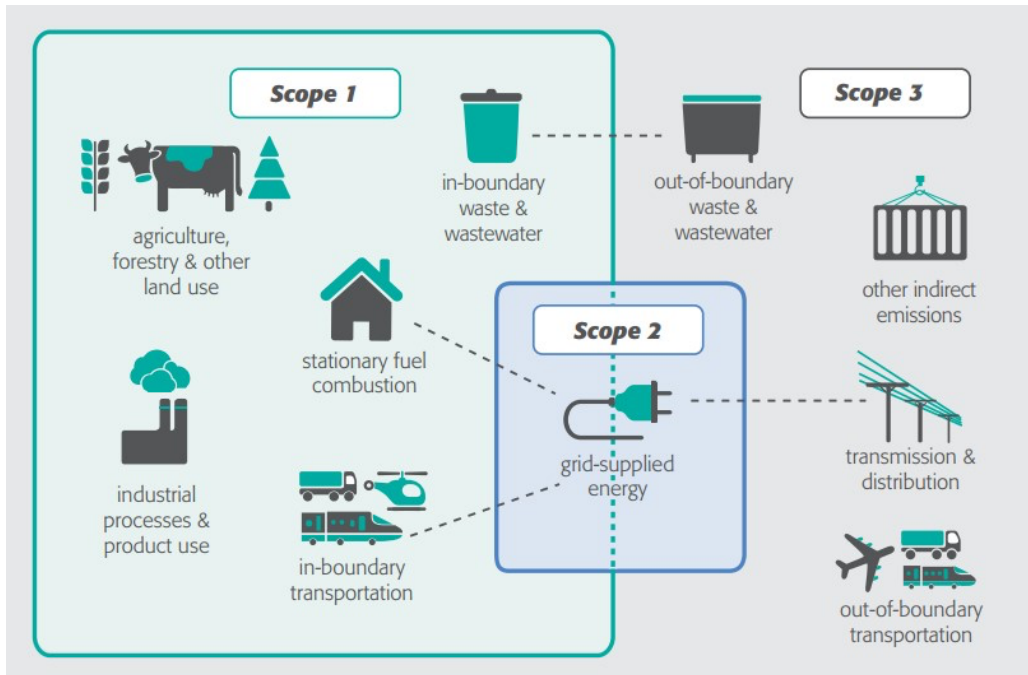 Scope 1
Scope 3
in-boundary
waste &
wastewater
out-of-boundary
waste &
wastewater
agriculture,
forestry & other
land use
other indirect
emissions
Scope 2
stationary fuel
combustion
grid-supplied
energy
transmission &
distribution
industrial
processes &
product use
in-boundary
transportation
out-of-boundary
transportation